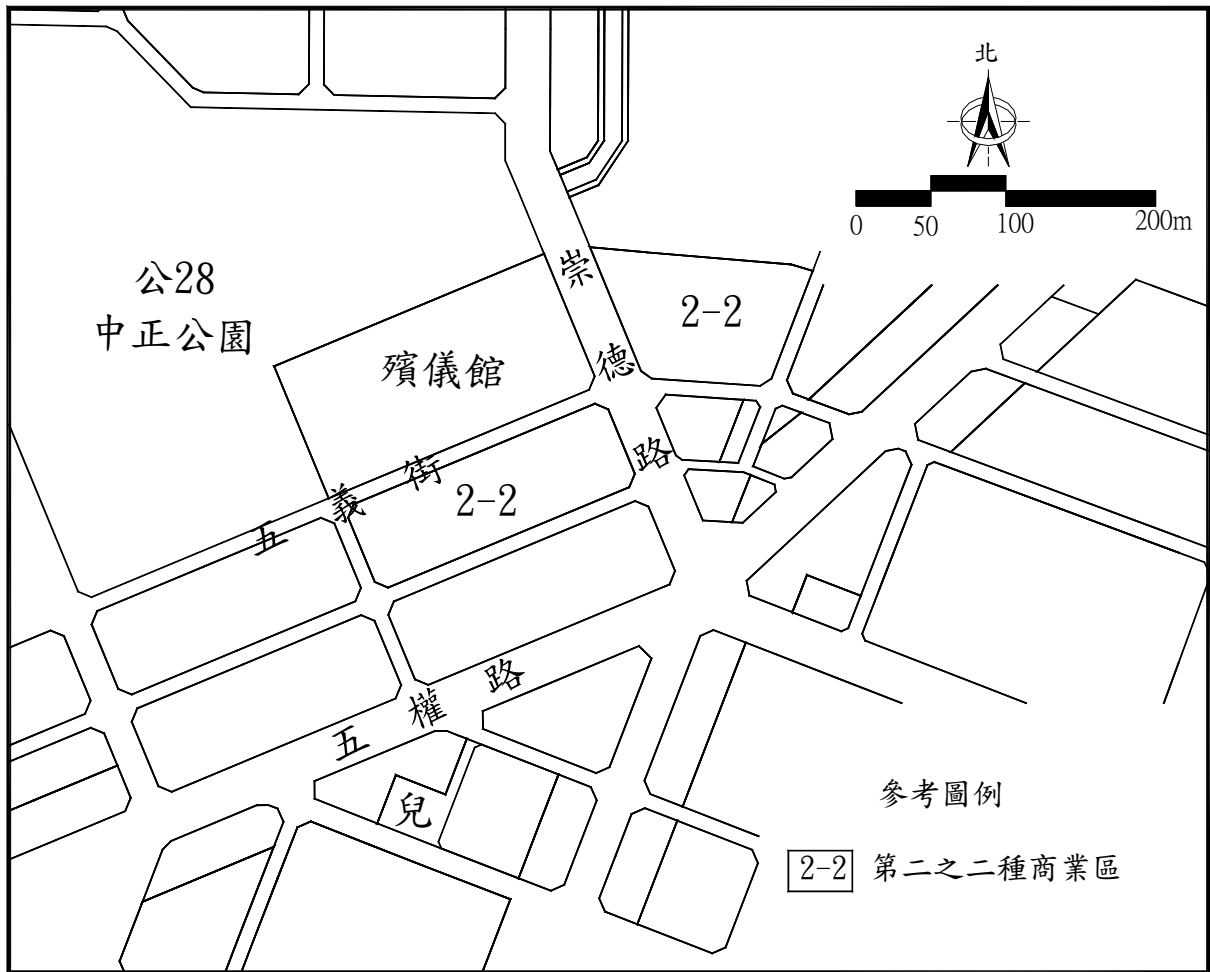 北
0 50 100 200m
公28
中正公園
殯儀館
2-2
崇德路
五義街
2-2
五權路
兒
參考圖例
2-2 第二之二種商業區